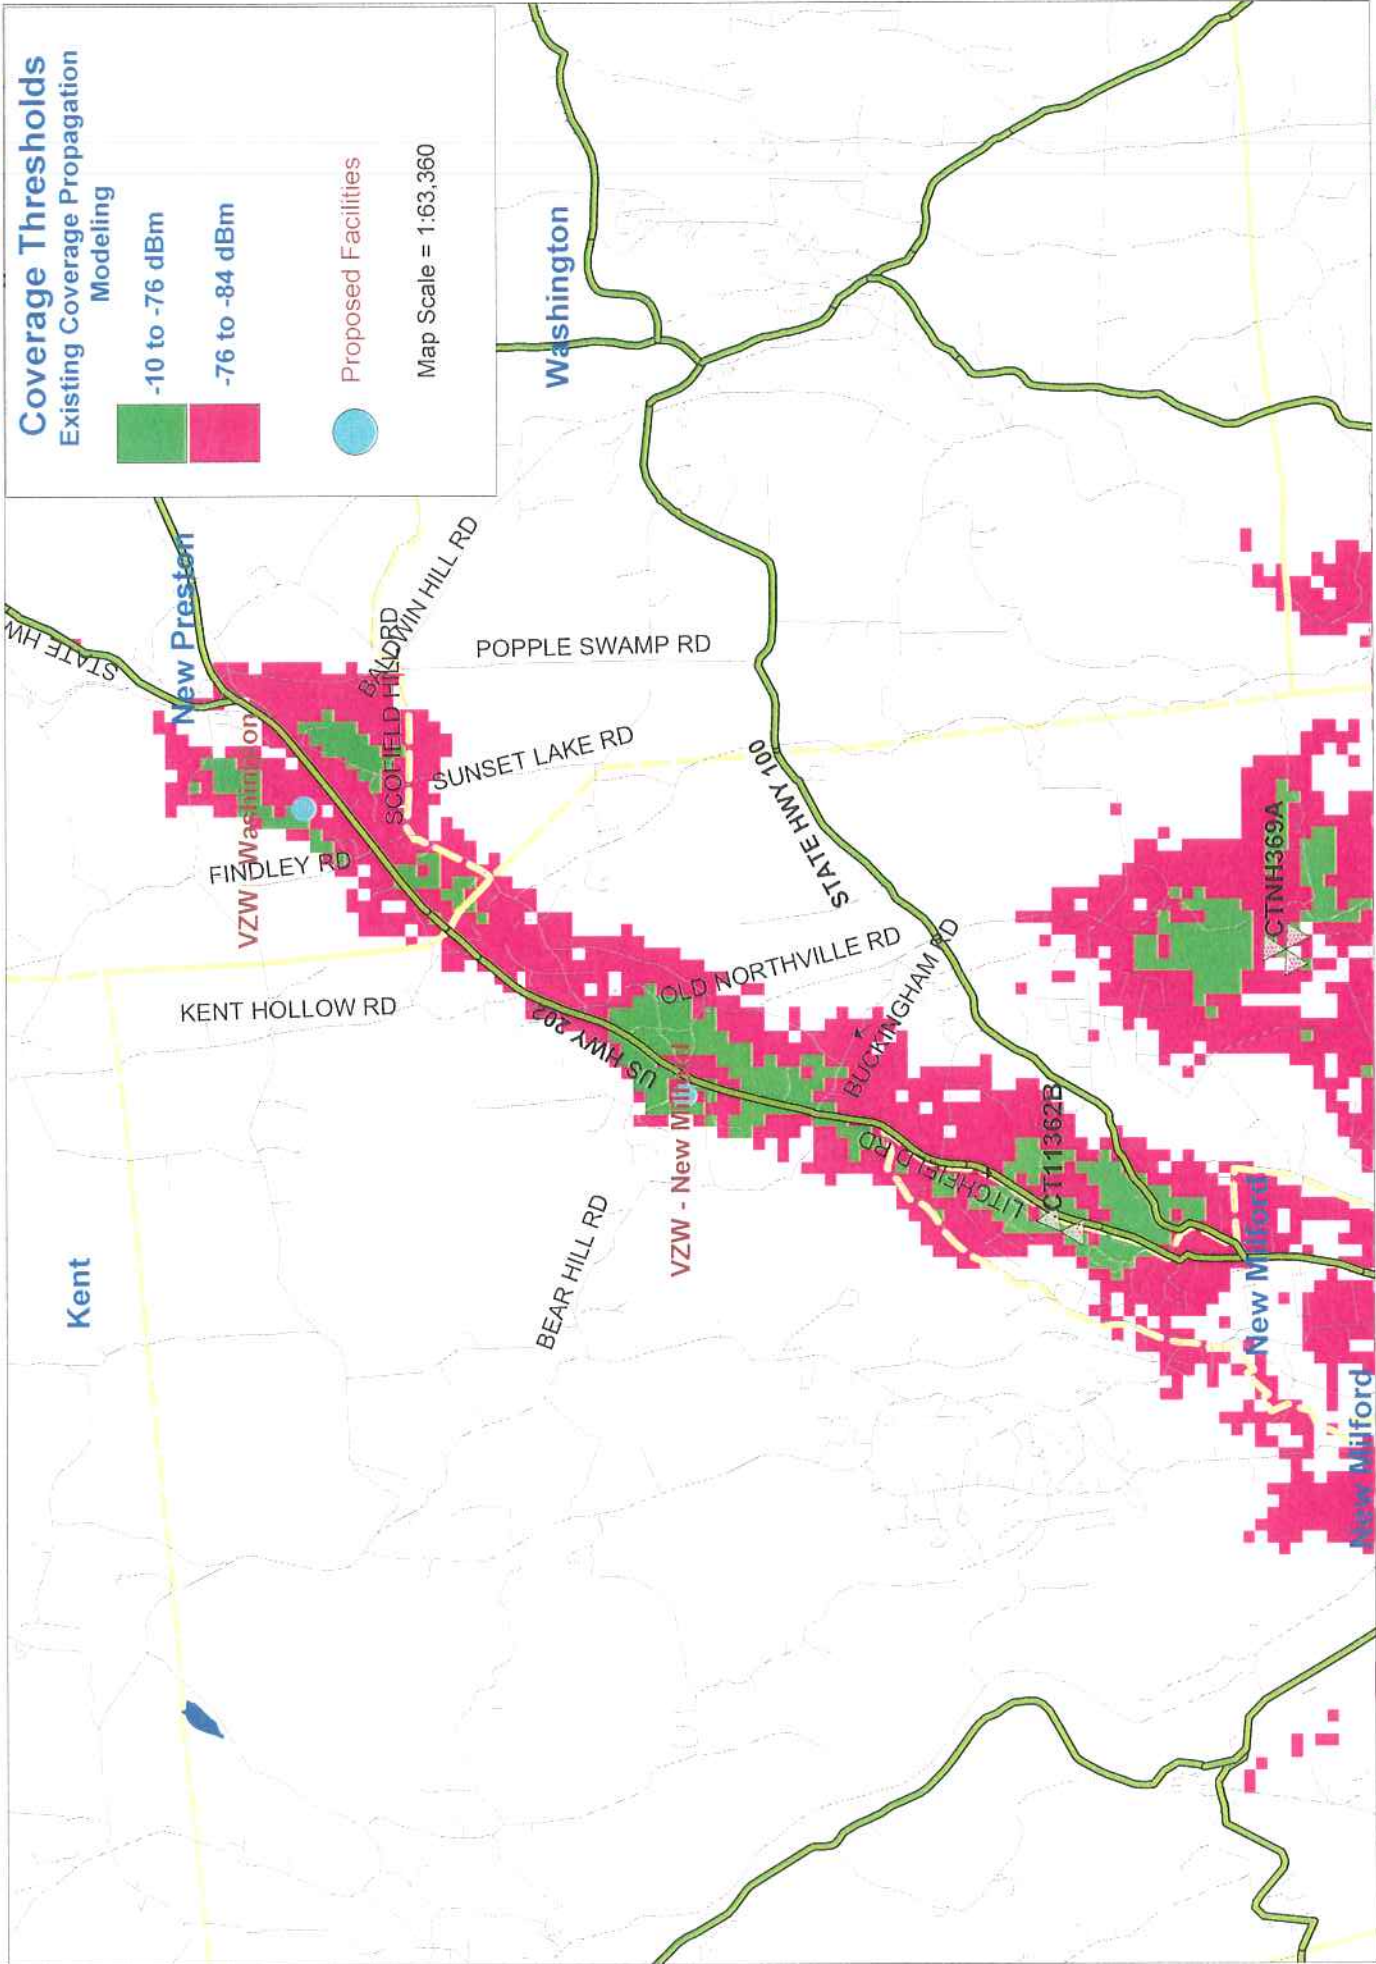 Coverage Thresholds
Existing Coverage Propagation
Modeling
-10 to -76 dBm
-76 to -84 dBm
Proposed Facilities
Map Scale = 1:63,360
STATE HW
New Preston
Washington
VZW - Washington
BALDWIN HILL RD
SCOFIELD HILL RD
POPPLE SWAMP RD
SUNSET LAKE RD
FINDLEY RD
KENT HOLLOW RD
STATE HWY 100
OLD NORTHVILLE RD
BUCKINGHAM RD
US HWY 202
VZW - New Milford
LITCHFIELD RD
CT11362B
CTNH369A
BEAR HILL RD
Kent
New Milford
New Milford